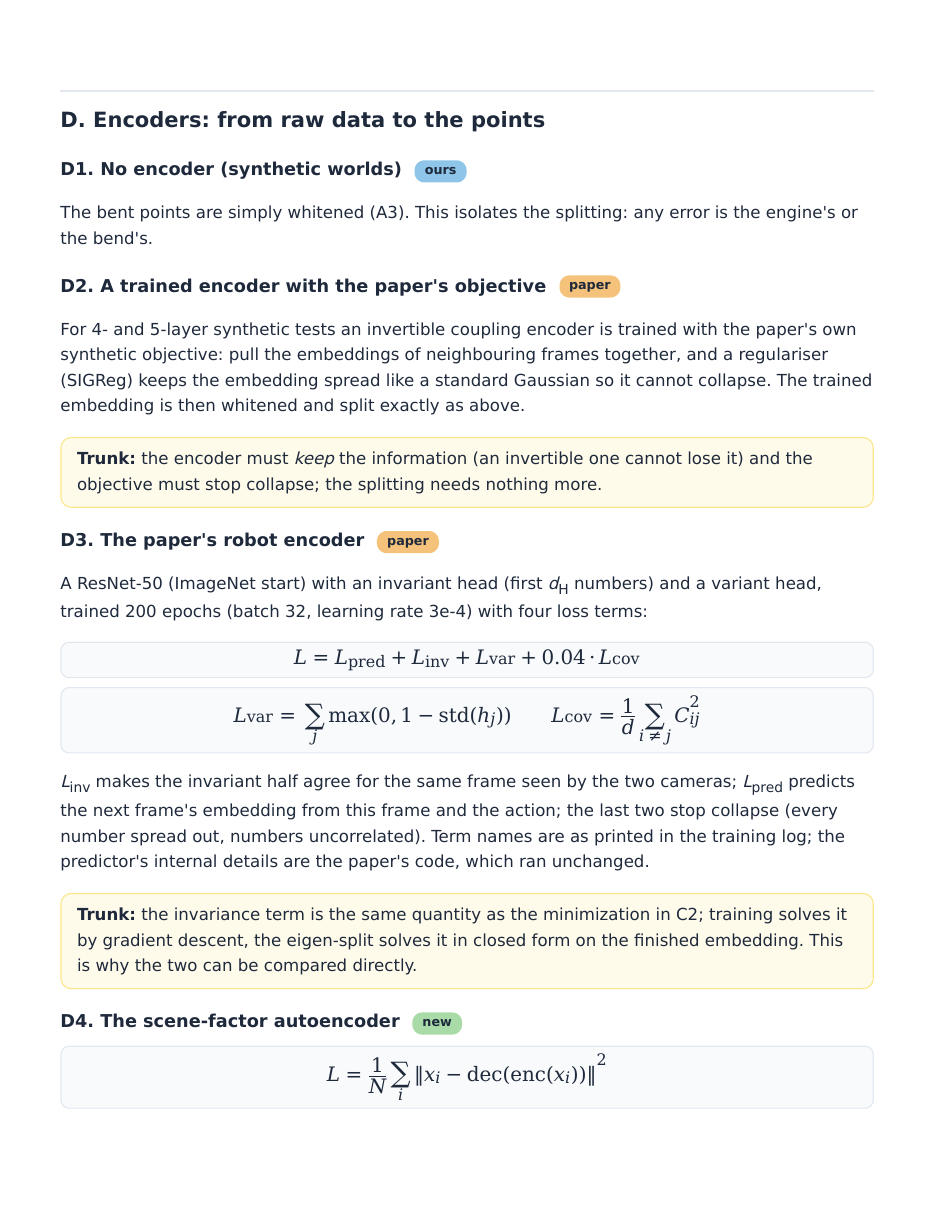 D. Encoders: from raw data to the points
D1. No encoder (synthetic worlds) ours
The bent points are simply whitened (A3). This isolates the splitting: any error is the engine's or
the bend's.
D2. A trained encoder with the paper's objective paper
For 4- and 5-layer synthetic tests an invertible coupling encoder is trained with the paper's own
synthetic objective: pull the embeddings of neighbouring frames together, and a regulariser
(SIGReg) keeps the embedding spread like a standard Gaussian so it cannot collapse. The trained
embedding is then whitened and split exactly as above.
Trunk: the encoder must keep the information (an invertible one cannot lose it) and the
objective must stop collapse; the splitting needs nothing more.
D3. The paper's robot encoder paper
A ResNet-50 (ImageNet start) with an invariant head (first d_H numbers) and a variant head,
trained 200 epochs (batch 32, learning rate 3e-4) with four loss terms:
L = L_pred + L_inv + Lvar + 0.04 · Lcov
Lvar = ∑_j max(0, 1 − std(h_j)) Lcov = 1/d ∑_{i ≠ j} C_{ij}^2
L_inv makes the invariant half agree for the same frame seen by the two cameras; L_pred predicts
the next frame's embedding from this frame and the action; the last two stop collapse (every
number spread out, numbers uncorrelated). Term names are as printed in the training log; the
predictor's internal details are the paper's code, which ran unchanged.
Trunk: the invariance term is the same quantity as the minimization in C2; training solves it
by gradient descent, the eigen-split solves it in closed form on the finished embedding. This
is why the two can be compared directly.
D4. The scene-factor autoencoder new
L = 1/N ∑_i ‖x_i − dec(enc(x_i))‖^2